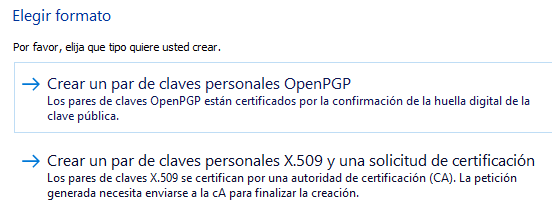 Elegir formato
Por favor, elija que tipo quiere usted crear.
Crear un par de claves personales OpenPGP
Los pares de claves OpenPGP están certificados por la confirmación de la huella digital de la
clave pública.
Crear un par de claves personales X.509 y una solicitud de certificación
Los pares de claves X.509 se certifican por una autoridad de certificación (CA). La petición
generada necesita enviarse a la cA para finalizar la creación.